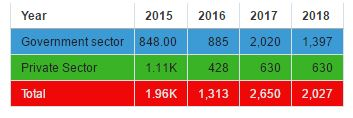 Year 2015 2016 2017 2018
Government sector 848.00 885 2,020 1,397
Private Sector 1.11K 428 630 630
Total 1.96K 1,313 2,650 2,027